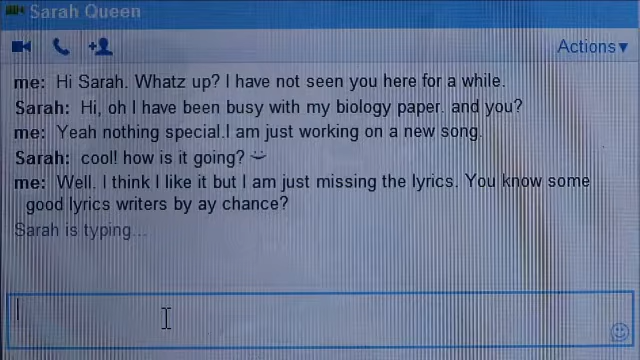 Sarah Queen
Actions▼
me: Hi Sarah. Whatz up? I have not seen you here for a while.
Sarah: Hi, oh I have been busy with my biology paper. and you?
me: Yeah nothing special.I am just working on a new song.
Sarah: cool! how is it going?
me: Well. I think I like it but I am just missing the lyrics. You know some
good lyrics writers by ay chance?
Sarah is typing...